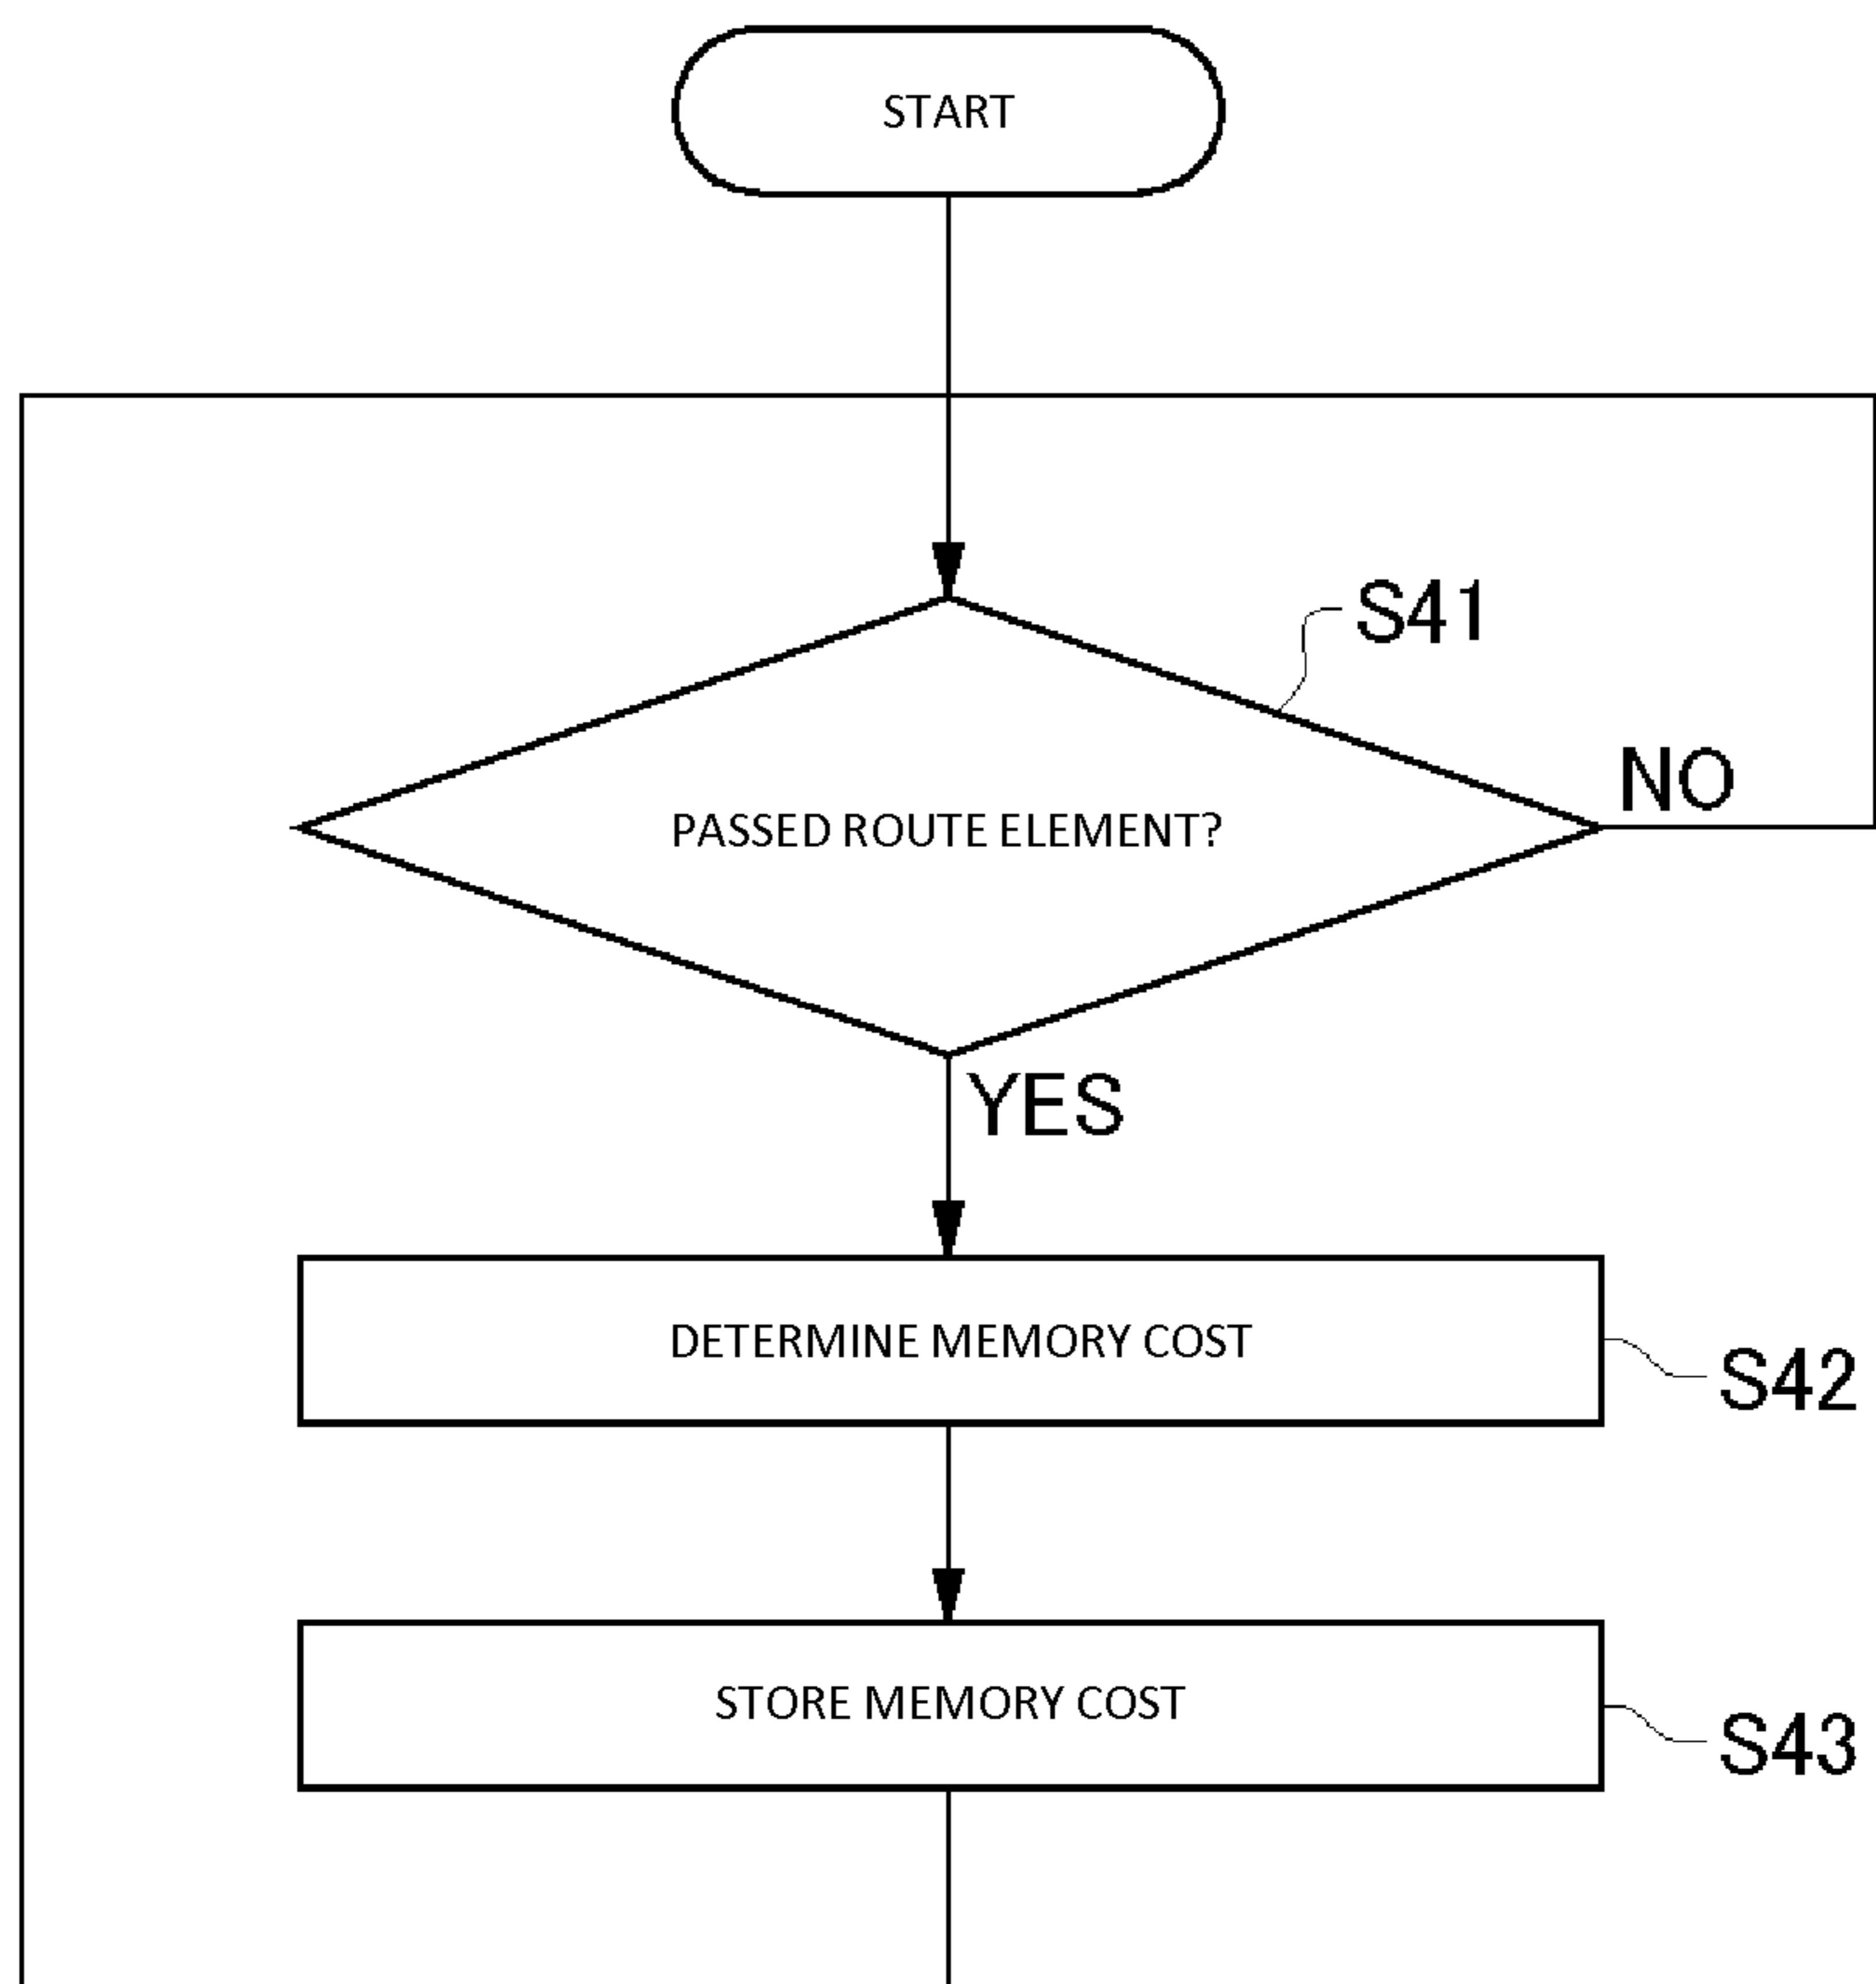 START
S41
NO
PASSED ROUTE ELEMENT?
YES
DETERMINE MEMORY COST
S42
STORE MEMORY COST
S43